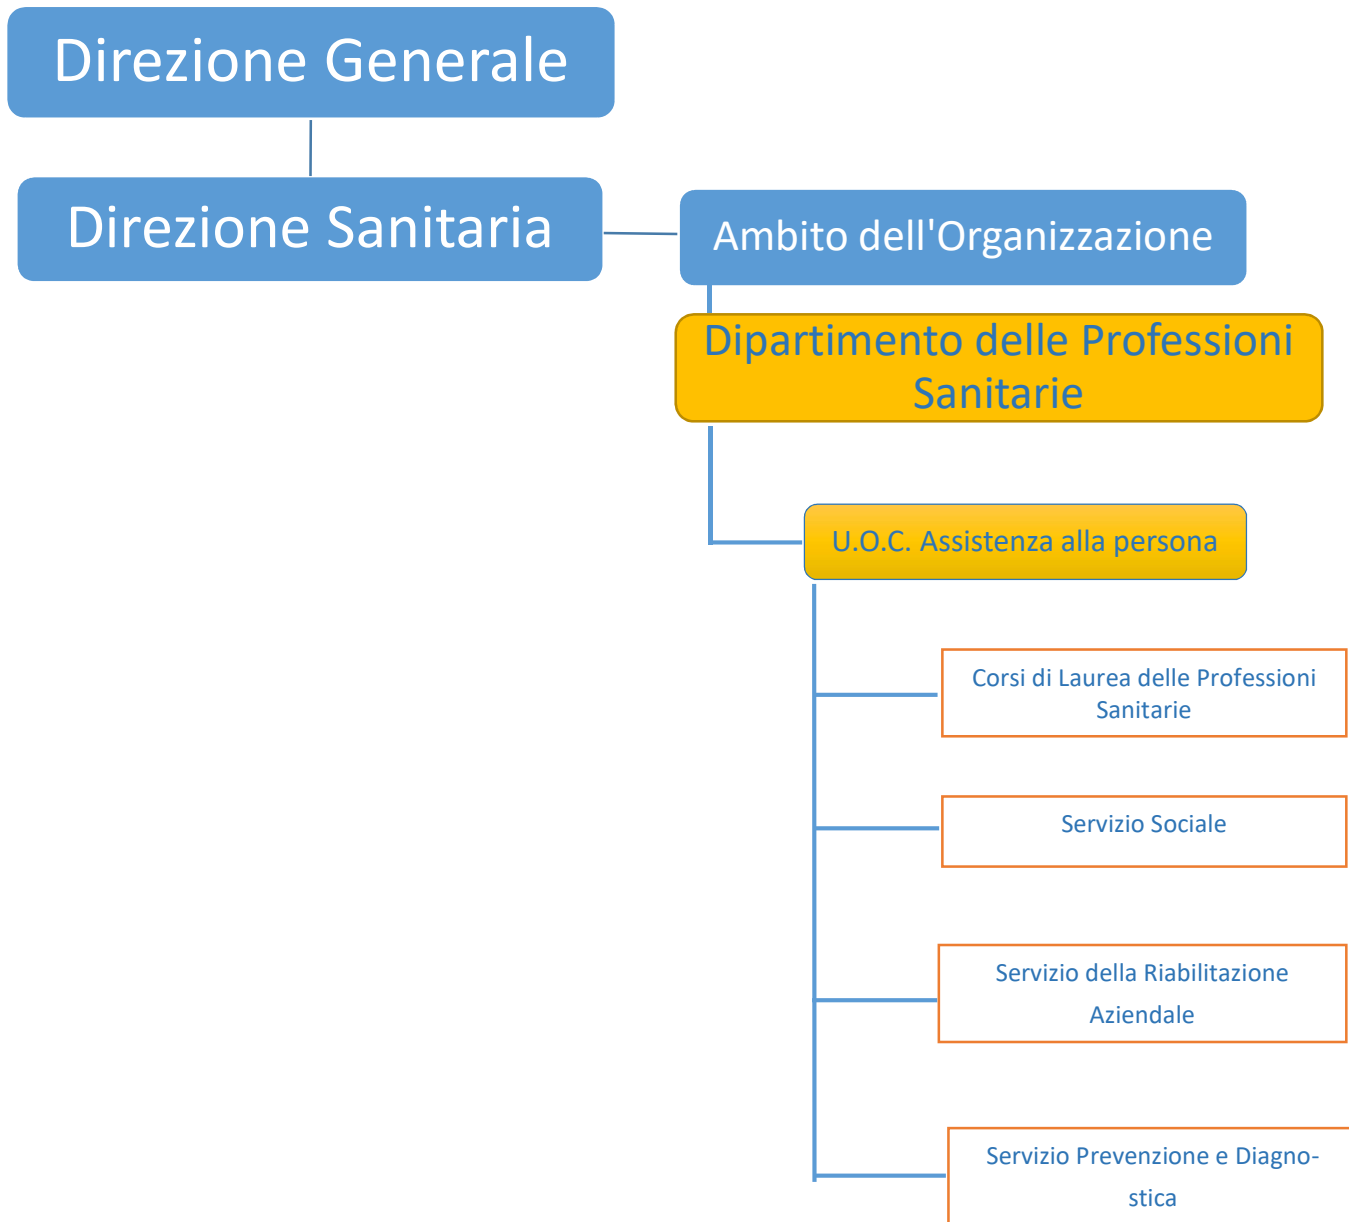 Direzione Generale
Direzione Sanitaria
Ambito dell'Organizzazione
Dipartimento delle Professioni
Sanitarie
U.O.C. Assistenza alla persona
Corsi di Laurea delle Professioni
Sanitarie
Servizio Sociale
Servizio della Riabilitazione
Aziendale
Servizio Prevenzione e Diagno-
stica